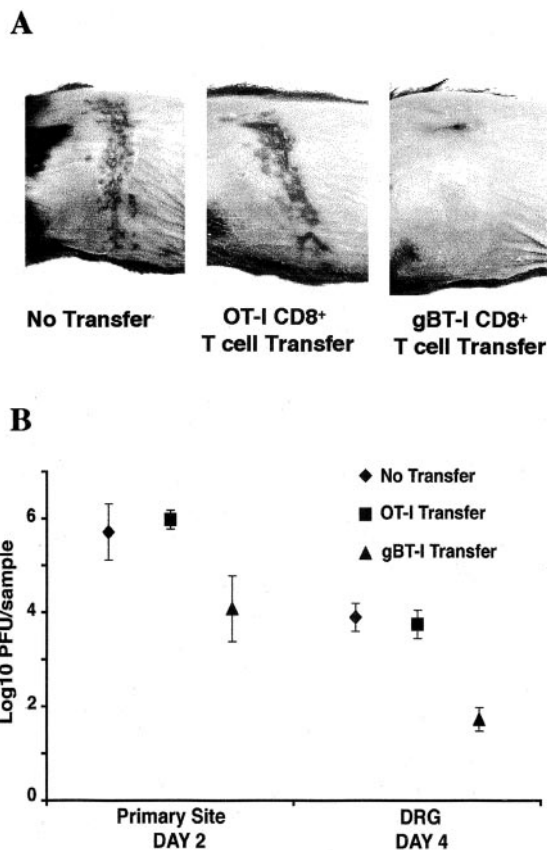 A
No Transfer
OT-I CD8+
T cell Transfer
gBT-I CD8+
T cell Transfer
B
Log10 PFU/sample
6
4
2
0
No Transfer
OT-I Transfer
gBT-I Transfer
Primary Site
DAY 2
DRG
DAY 4